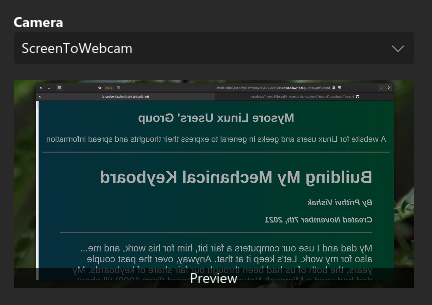 Camera
ScreenToWebcam
Mysore Linux Users' Users' Group
A website for Linux users and geeks in general to express their thoughts and spread information
Building My Mechanical Keyboard
By Prithvi Vishak
Created November 7th, 2021
My dad and I use our computers a fair bit, him for his work, and me...
also for my work. Let's keep it at that. Anyway, over the past couple
years, the both of us had been through our fair share of keyboards. My
Preview